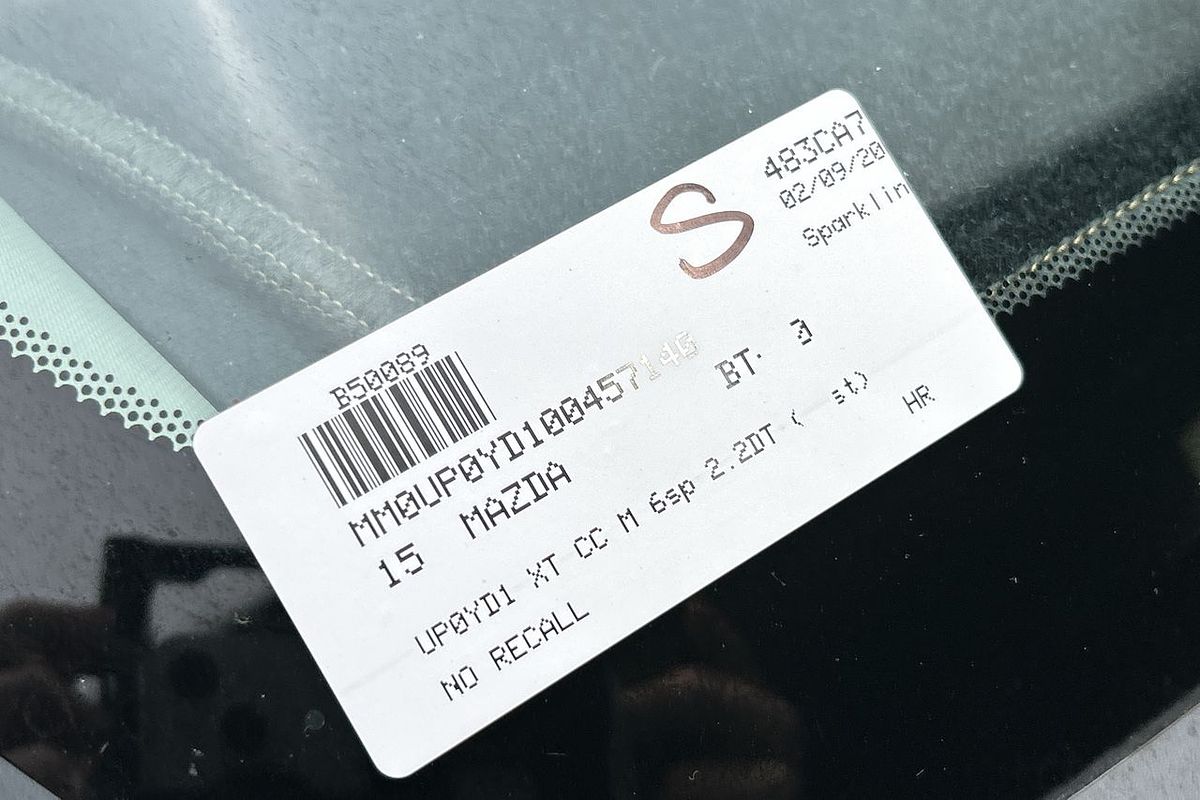 S
483CA7
02/09/20
Sparklin
B50089
MM0UP0YD100457146
BT· 3
15 MAZDA
UP0YD1 XT CC M 6sp 2.2DT ( st)
HR
NO RECALL